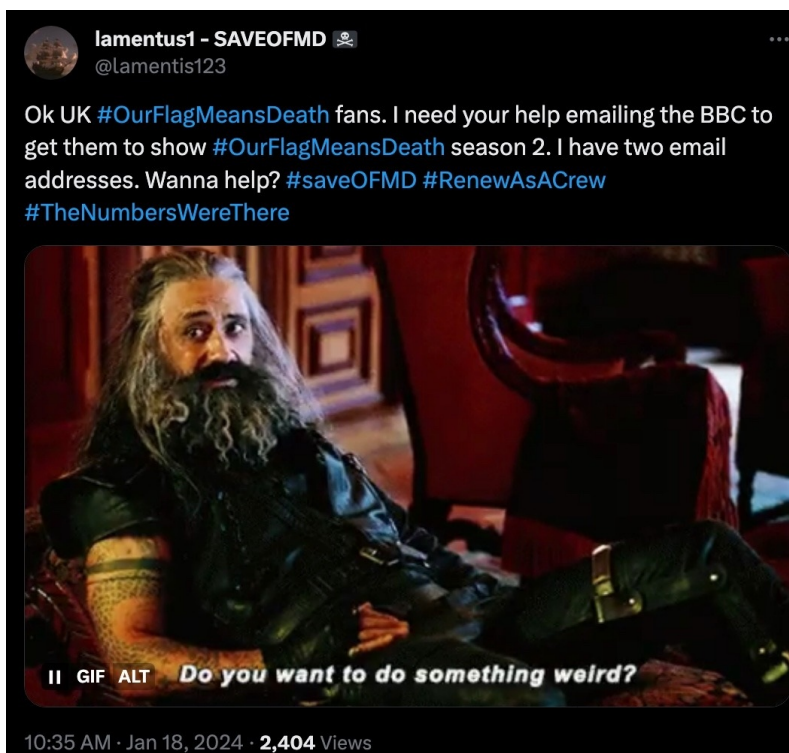 lamentus1 - SAVEOFMD ☠️
@lamentis123
Ok UK #OurFlagMeansDeath fans. I need your help emailing the BBC to
get them to show #OurFlagMeansDeath season 2. I have two email
addresses. Wanna help? #saveOFMD #RenewAsACrew
#TheNumbersWereThere
GIF ALT Do you want to do something weird?
10:35 AM · Jan 18, 2024 · 2,404 Views